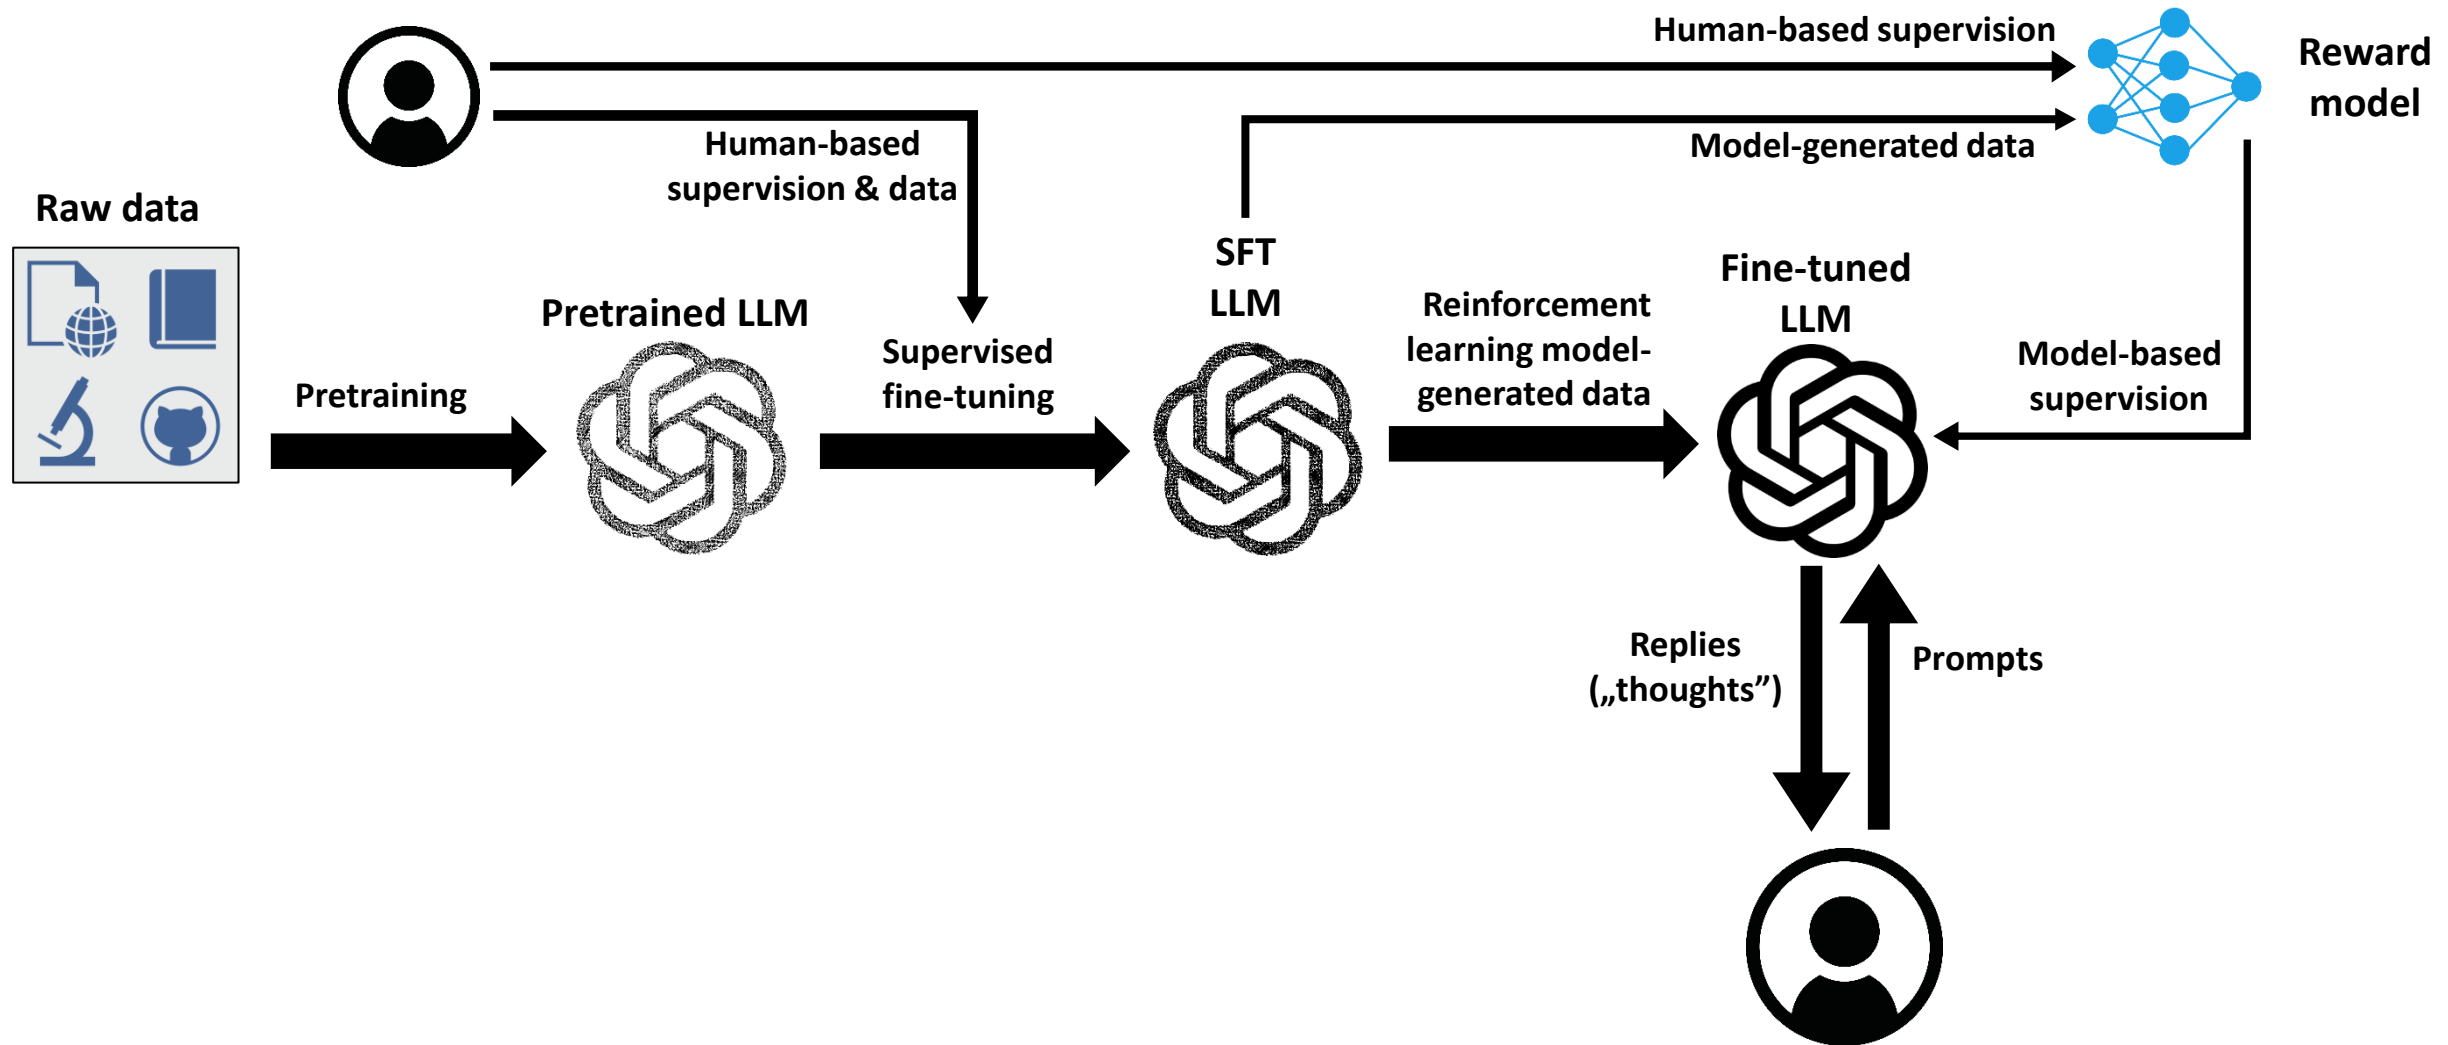 Human-based supervision
Reward
model
Model-generated data
Human-based
supervision & data
Raw data
Pretraining
Pretrained LLM
Supervised
fine-tuning
SFT
LLM
Reinforcement
learning model-
generated data
Fine-tuned
LLM
Model-based
supervision
Replies
(„thoughts”)
Prompts